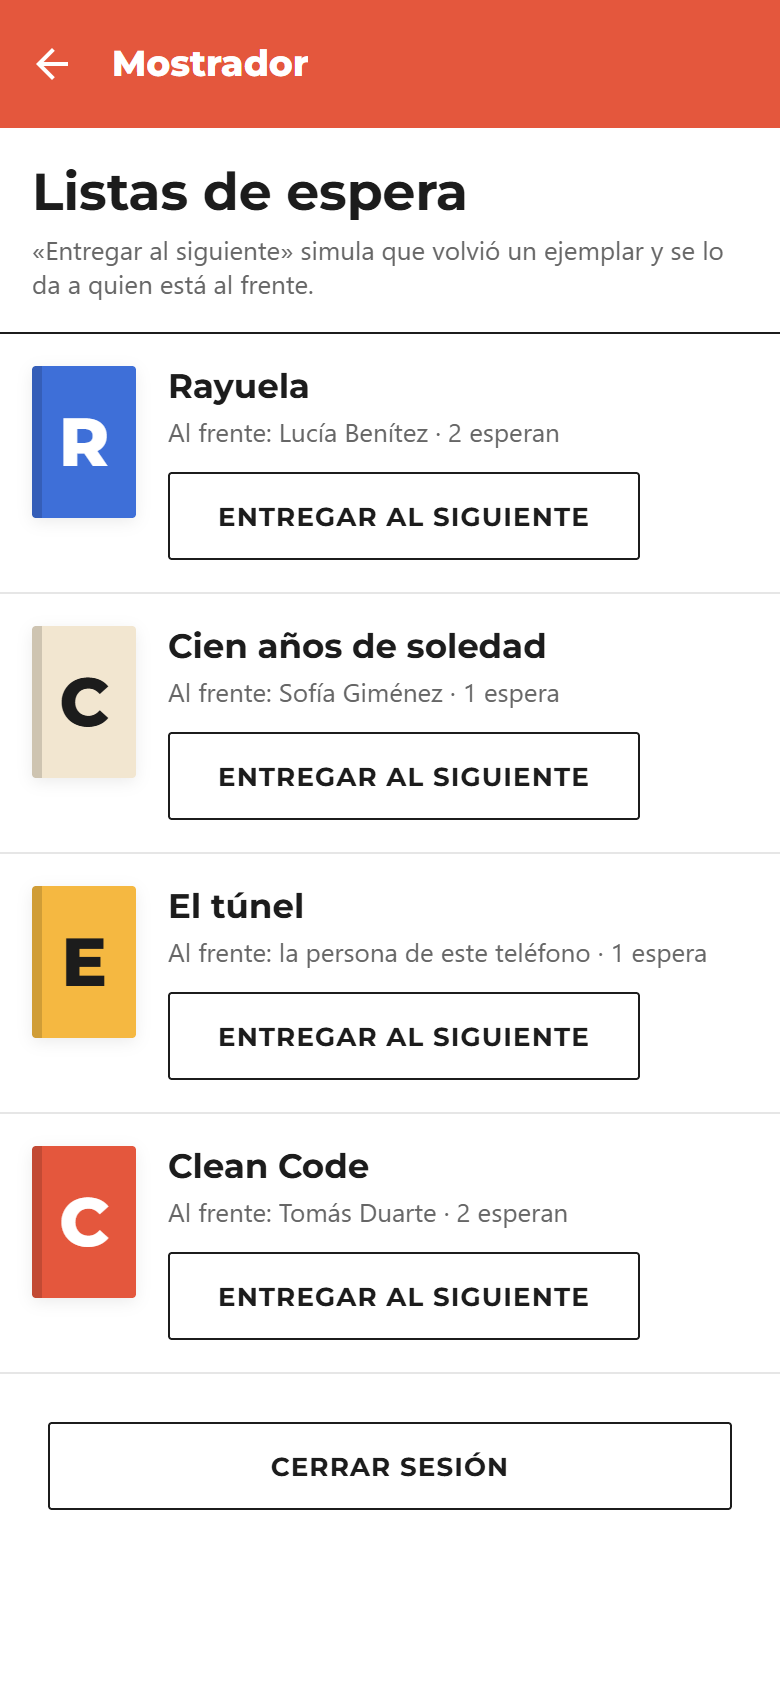 Mostrador
Listas de espera
«Entregar al siguiente» simula que volvió un ejemplar y se lo
da a quien está al frente.
R
Rayuela
Al frente: Lucía Benítez · 2 esperan
ENTREGAR AL SIGUIENTE
C
Cien años de soledad
Al frente: Sofía Giménez · 1 espera
ENTREGAR AL SIGUIENTE
E
El túnel
Al frente: la persona de este teléfono · 1 espera
ENTREGAR AL SIGUIENTE
C
Clean Code
Al frente: Tomás Duarte · 2 esperan
ENTREGAR AL SIGUIENTE
CERRAR SESIÓN